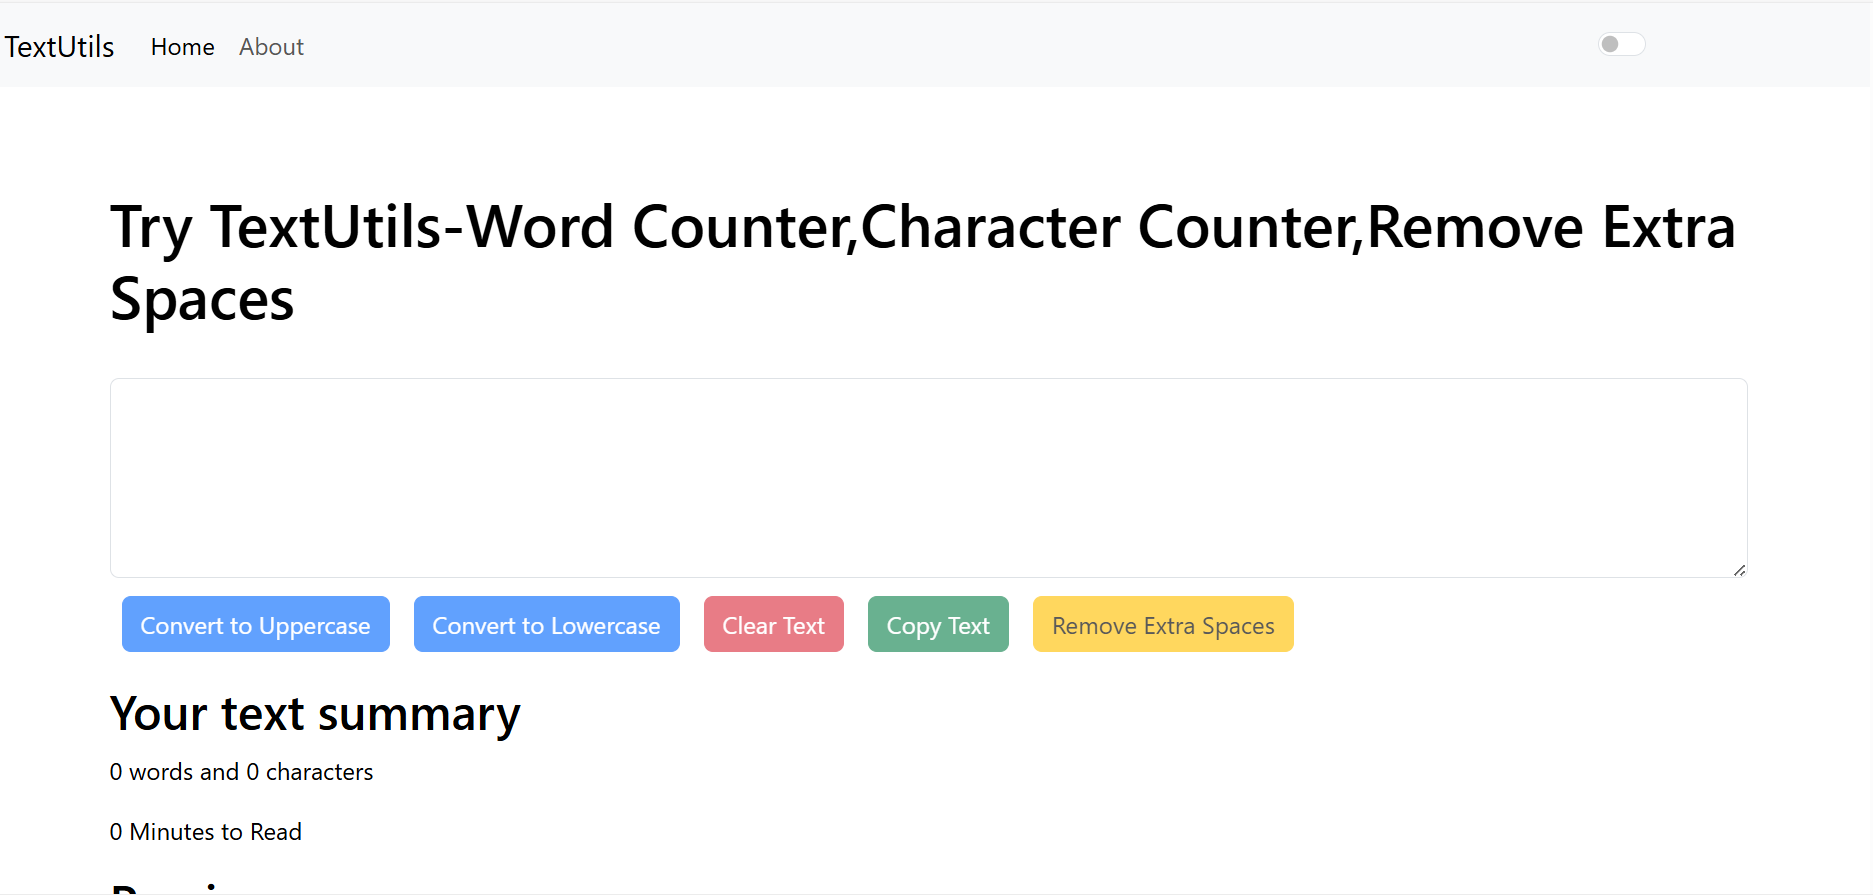 TextUtils Home About
Try TextUtils-Word Counter,Character Counter,Remove Extra
Spaces
Convert to Uppercase Convert to Lowercase Clear Text Copy Text Remove Extra Spaces
Your text summary
0 words and 0 characters
0 Minutes to Read